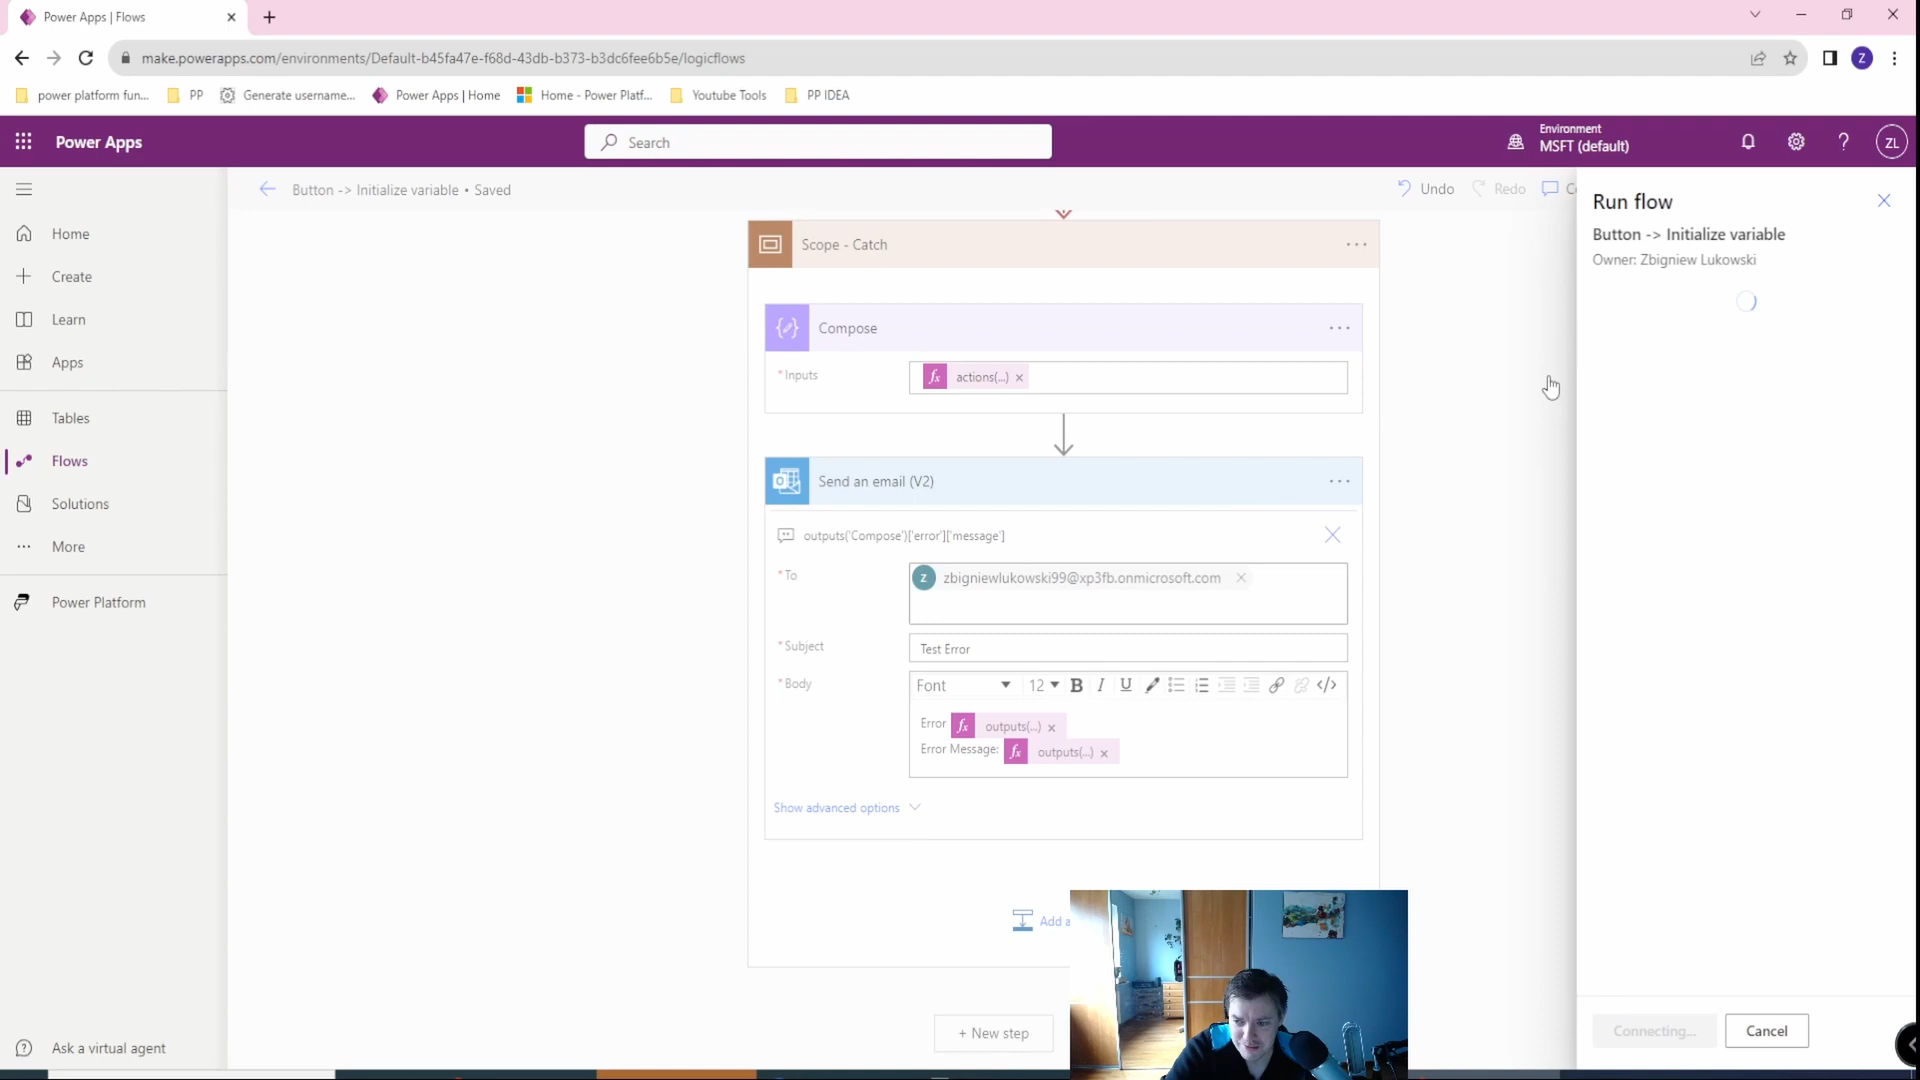 Power Apps | Flows
make.powerapps.com/environments/Default-b45fa47e-f68d-43db-b373-b3dc6fee6b5e/logicflows
Z
power platform fun...
PP
Generate username...
Power Apps | Home
Home - Power Platf...
Youtube Tools
PP IDEA
Power Apps
Search
Environment
MSFT (default)
ZL
Home
Create
Learn
Apps
Tables
Flows
Solutions
More
Power Platform
Ask a virtual agent
Button -> Initialize variable • Saved
Undo
Redo
Scope - Catch
Compose
* Inputs
fx actions(...) ×
Send an email (V2)
outputs('Compose')['error']['message']
* To
Z zbigniewlukowski99@xp3fb.onmicrosoft.com ×
* Subject
Test Error
* Body
Font 12 B I U </>
Error fx outputs(...) ×
Error Message: fx outputs(...) ×
Show advanced options
Add a
+ New step
Run flow
Button -> Initialize variable
Owner: Zbigniew Lukowski
Connecting...
Cancel